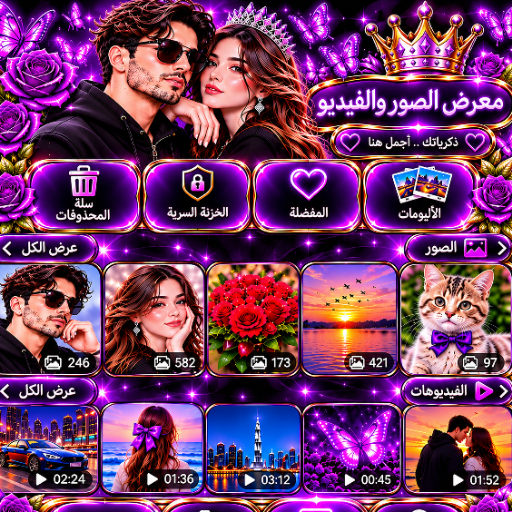 معرض الصور والفيديو
ذكرياتك .. أجمل هنا
الألبومات
المفضلة
الخزنة السرية
سلة
المحذوفات
الصور
عرض الكل
97
421
173
582
246
الفيديوهات
عرض الكل
01:52
00:45
03:12
01:36
02:24